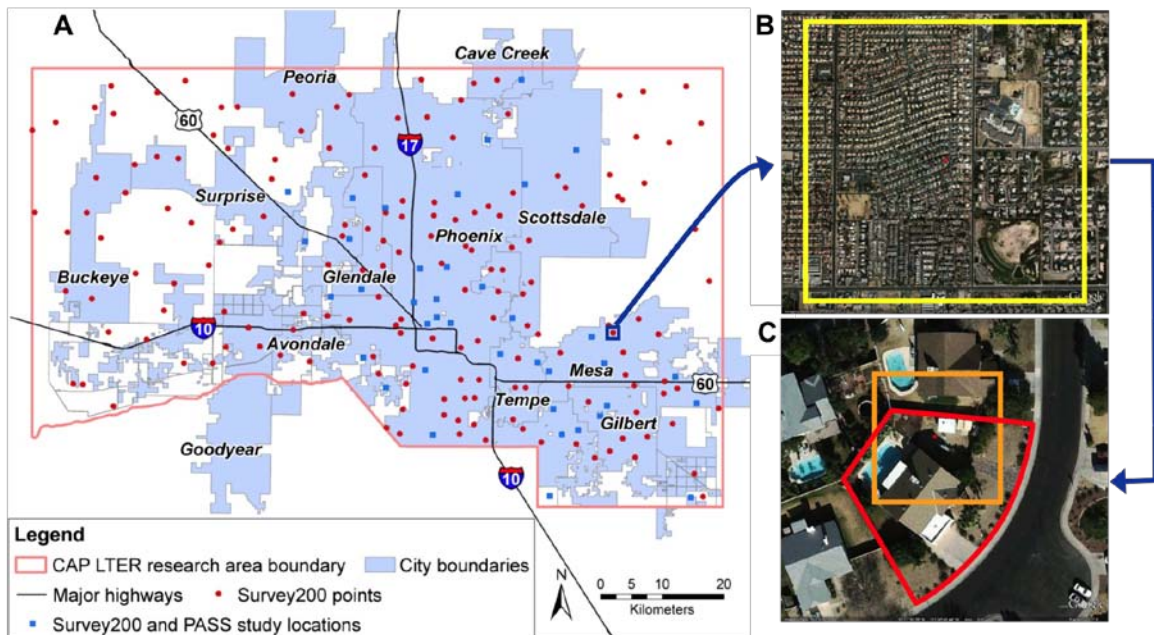 A
Cave Creek
Peoria
60
17
Surprise
Scottsdale
Phoenix
Buckeye
Glendale
10
Avondale
Mesa
60
Tempe
Gilbert
Goodyear
10
Legend
CAP LTER research area boundary
City boundaries
Major highways
Survey200 points
Survey200 and PASS study locations
N
0 5 10 20
Kilometers
B
Google
C
Google